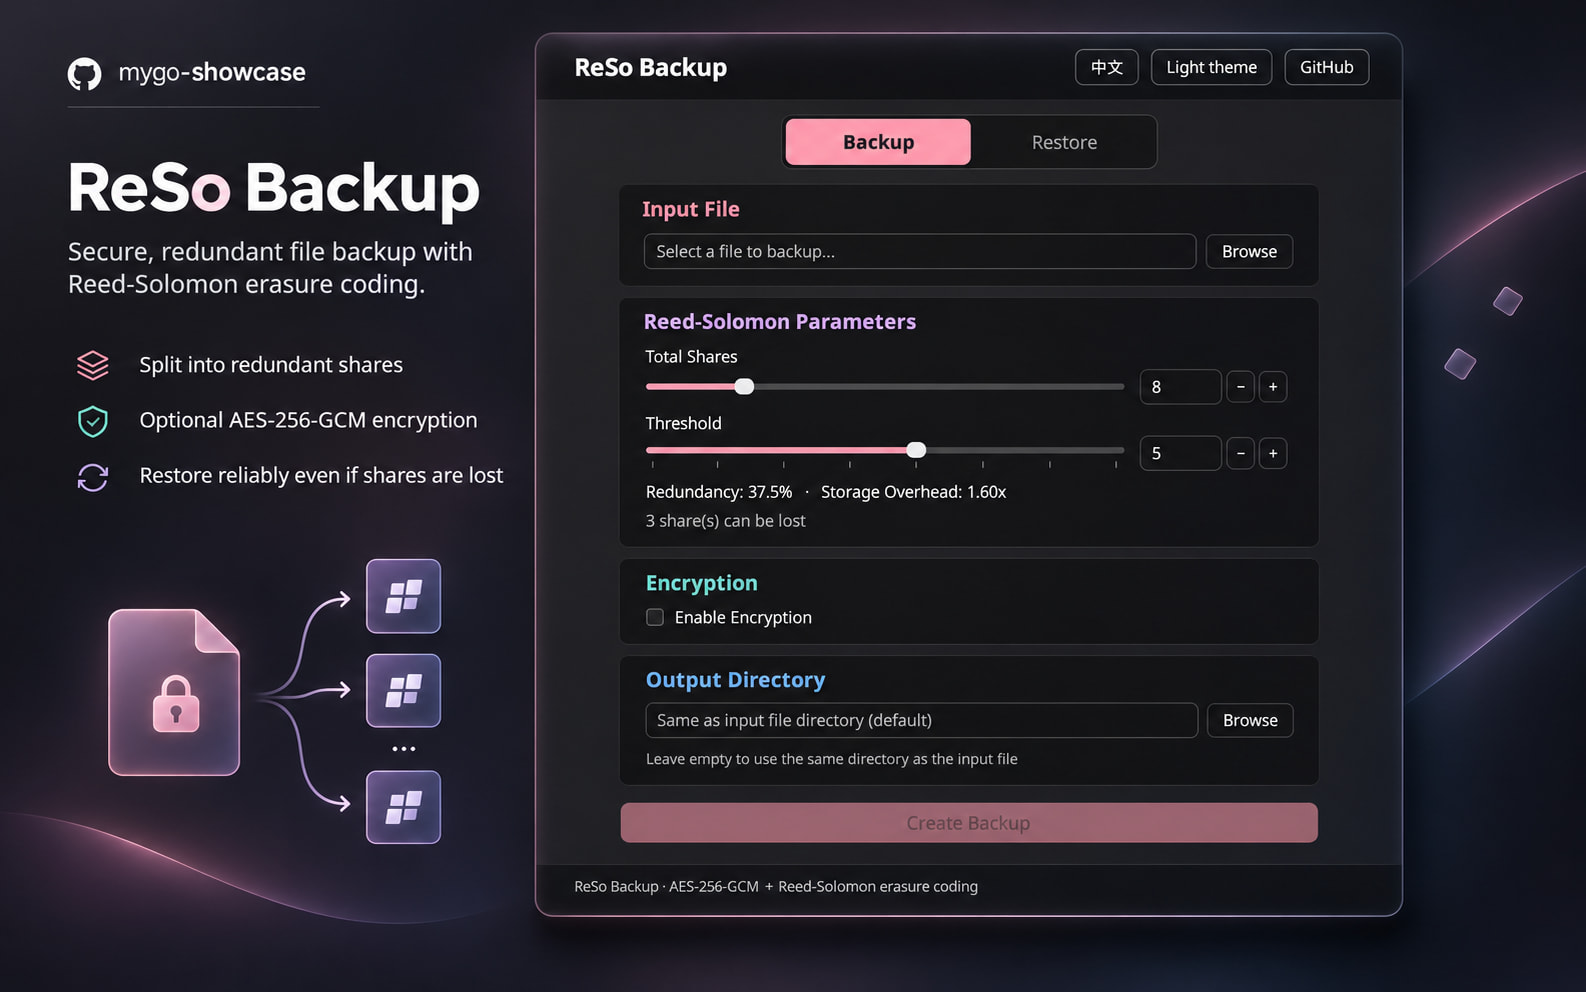 mygo-showcase
ReSo Backup
Secure, redundant file backup with
Reed-Solomon erasure coding.
Split into redundant shares
Optional AES-256-GCM encryption
Restore reliably even if shares are lost
...
ReSo Backup
中文
Light theme
GitHub
Backup
Restore
Input File
Select a file to backup...
Browse
Reed-Solomon Parameters
Total Shares
8
−
+
Threshold
5
−
+
Redundancy: 37.5% · Storage Overhead: 1.60x
3 share(s) can be lost
Encryption
Enable Encryption
Output Directory
Same as input file directory (default)
Browse
Leave empty to use the same directory as the input file
Create Backup
ReSo Backup · AES-256-GCM + Reed-Solomon erasure coding